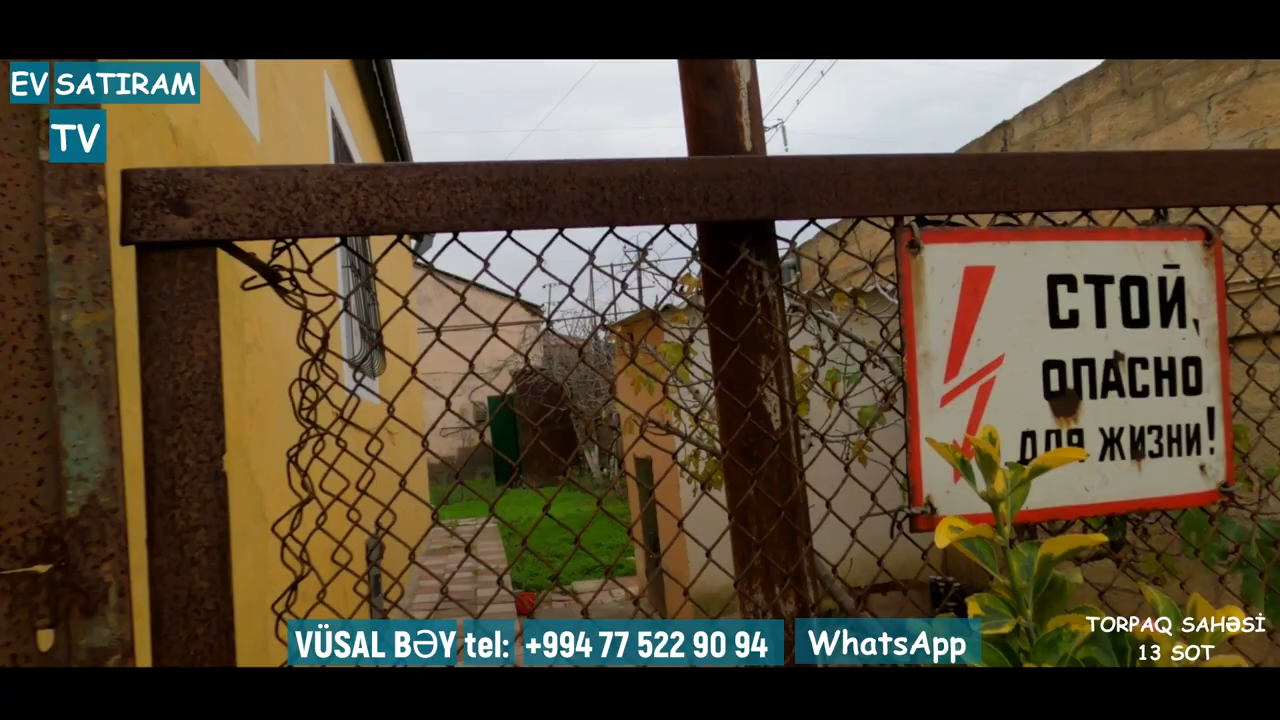 EV SATIRAM
TV
СТОЙ,
ОПАСНО
ДЛЯ ЖИЗНИ!
TORPAQ SAHƏSİ
13 SOT
VÜSAL BƏY tel: +994 77 522 90 94 WhatsApp